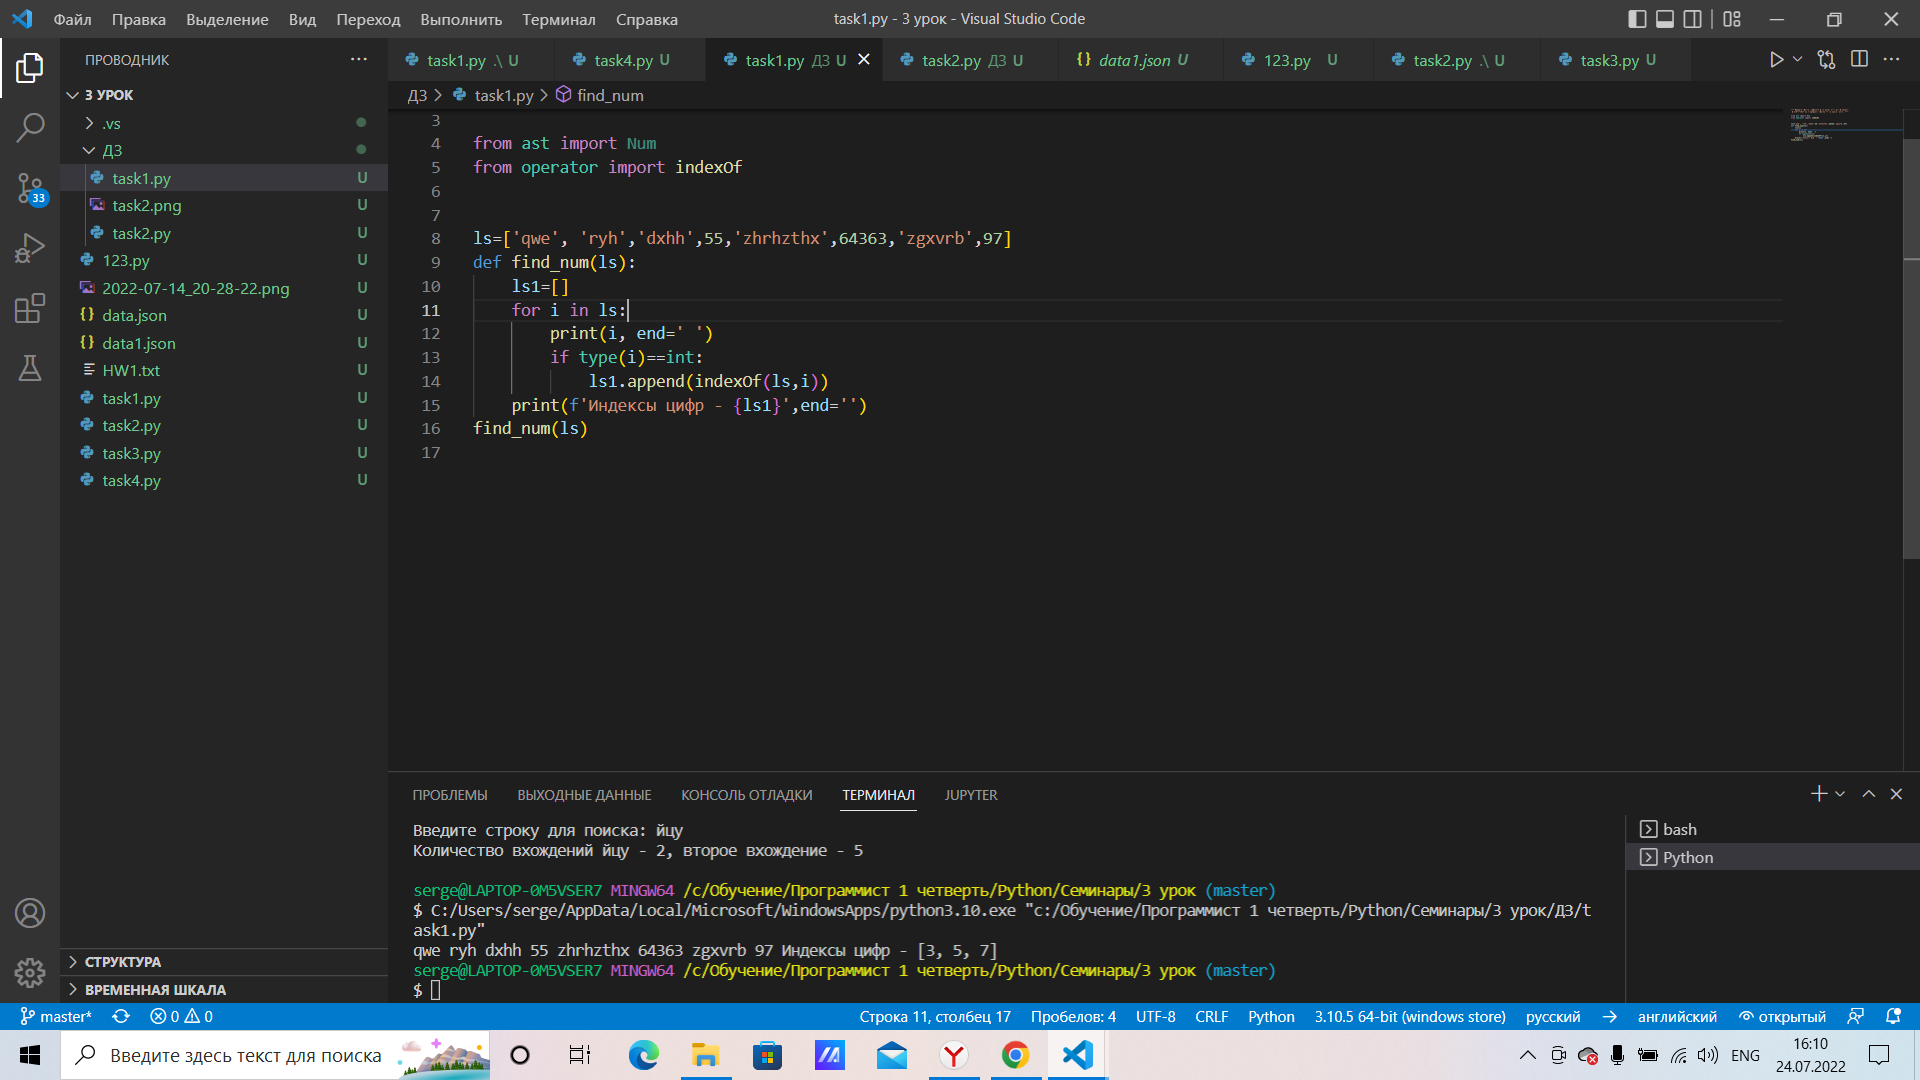 Файл Правка Выделение Вид Переход Выполнить Терминал Справка
task1.py - 3 урок - Visual Studio Code
ПРОВОДНИК
task1.py .\ U
task4.py U
task1.py ДЗ U
task2.py ДЗ U
data1.json U
123.py U
task2.py .\ U
task3.py U
3 УРОК
.vs
ДЗ
task1.py U
task2.png U
task2.py U
123.py U
2022-07-14_20-28-22.png U
data.json U
data1.json U
HW1.txt U
task1.py U
task2.py U
task3.py U
task4.py U
33
СТРУКТУРА
ВРЕМЕННАЯ ШКАЛА
ДЗ > task1.py > find_num
3
4 from ast import Num
5 from operator import indexOf
6
7
8 ls=['qwe', 'ryh','dxhh',55,'zhrhzthx',64363,'zgxvrb',97]
9 def find_num(ls):
10 ls1=[]
11 for i in ls:
12 print(i, end=' ')
13 if type(i)==int:
14 ls1.append(indexOf(ls,i))
15 print(f'Индексы цифр - {ls1}',end='')
16 find_num(ls)
17
ПРОБЛЕМЫ ВЫХОДНЫЕ ДАННЫЕ КОНСОЛЬ ОТЛАДКИ ТЕРМИНАЛ JUPYTER
Введите строку для поиска: йцу
Количество вхождений йцу - 2, второе вхождение - 5
serge@LAPTOP-0M5VSER7 MINGW64 /c/Обучение/Программист 1 четверть/Python/Семинары/3 урок (master)
$ C:/Users/serge/AppData/Local/Microsoft/WindowsApps/python3.10.exe "c:/Обучение/Программист 1 четверть/Python/Семинары/3 урок/ДЗ/t
ask1.py"
qwe ryh dxhh 55 zhrhzthx 64363 zgxvrb 97 Индексы цифр - [3, 5, 7]
serge@LAPTOP-0M5VSER7 MINGW64 /c/Обучение/Программист 1 четверть/Python/Семинары/3 урок (master)
$
bash
Python
master* 0 0
Строка 11, столбец 17 Пробелов: 4 UTF-8 CRLF Python 3.10.5 64-bit (windows store) русский → английский открытый
Введите здесь текст для поиска
ENG
16:10
24.07.2022